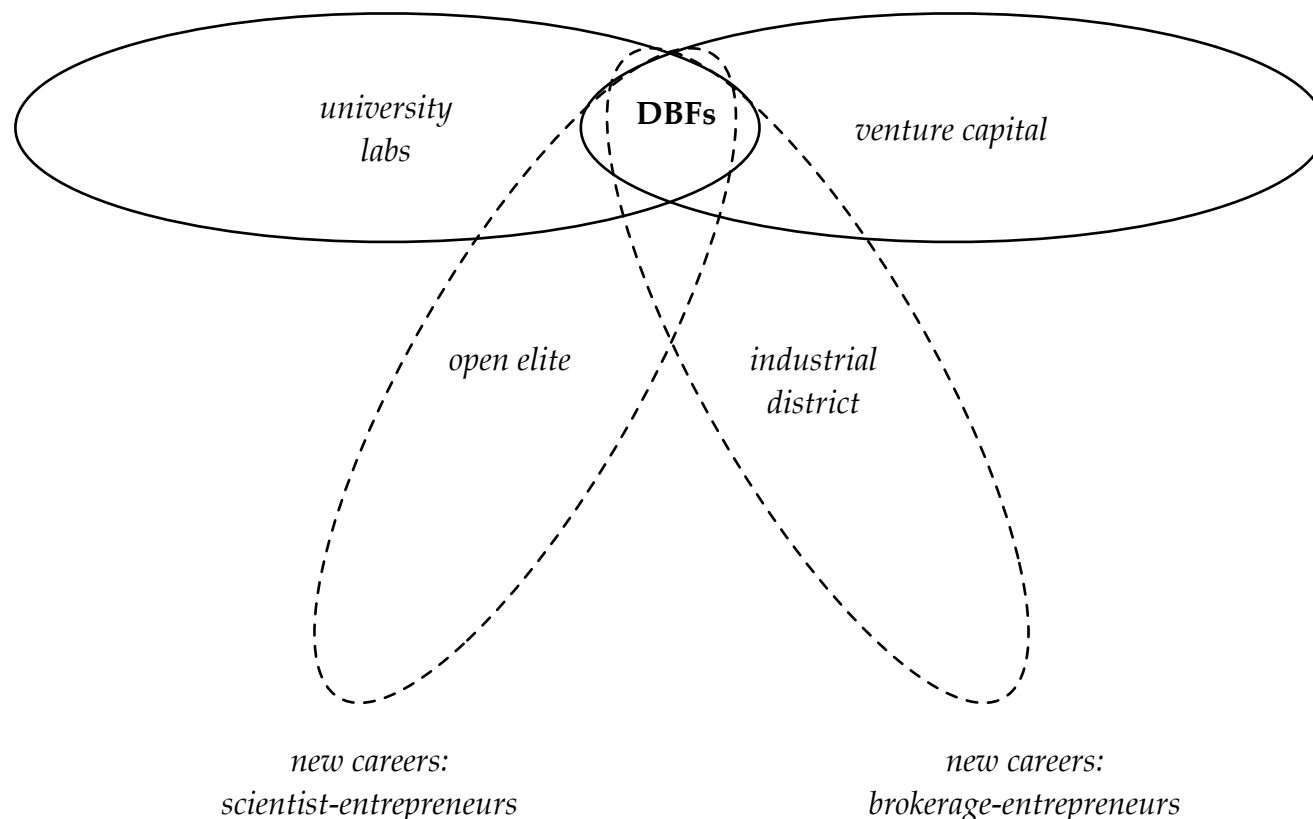 university
labs
DBFs
venture capital
open elite
industrial
district
new careers:
scientist-entrepreneurs
new careers:
brokerage-entrepreneurs